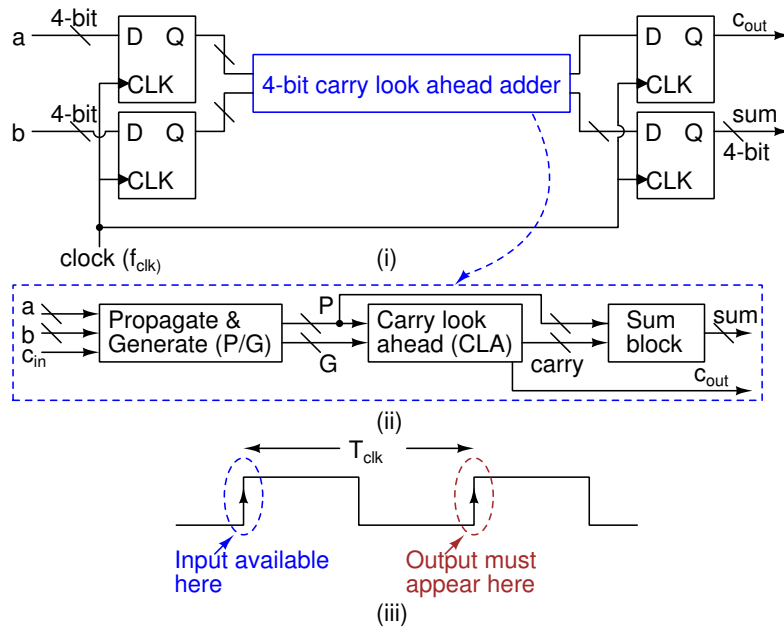 4-bit
a
D Q
CLK
4-bit
b
D Q
CLK
4-bit carry look ahead adder
D Q
CLK
c_out
D Q
CLK
sum
4-bit
clock (f_clk)
(i)
a
b
c_in
Propagate &
Generate (P/G)
P
G
Carry look
ahead (CLA)
carry
Sum
block
sum
c_out
(ii)
T_clk
Input available
here
Output must
appear here
(iii)